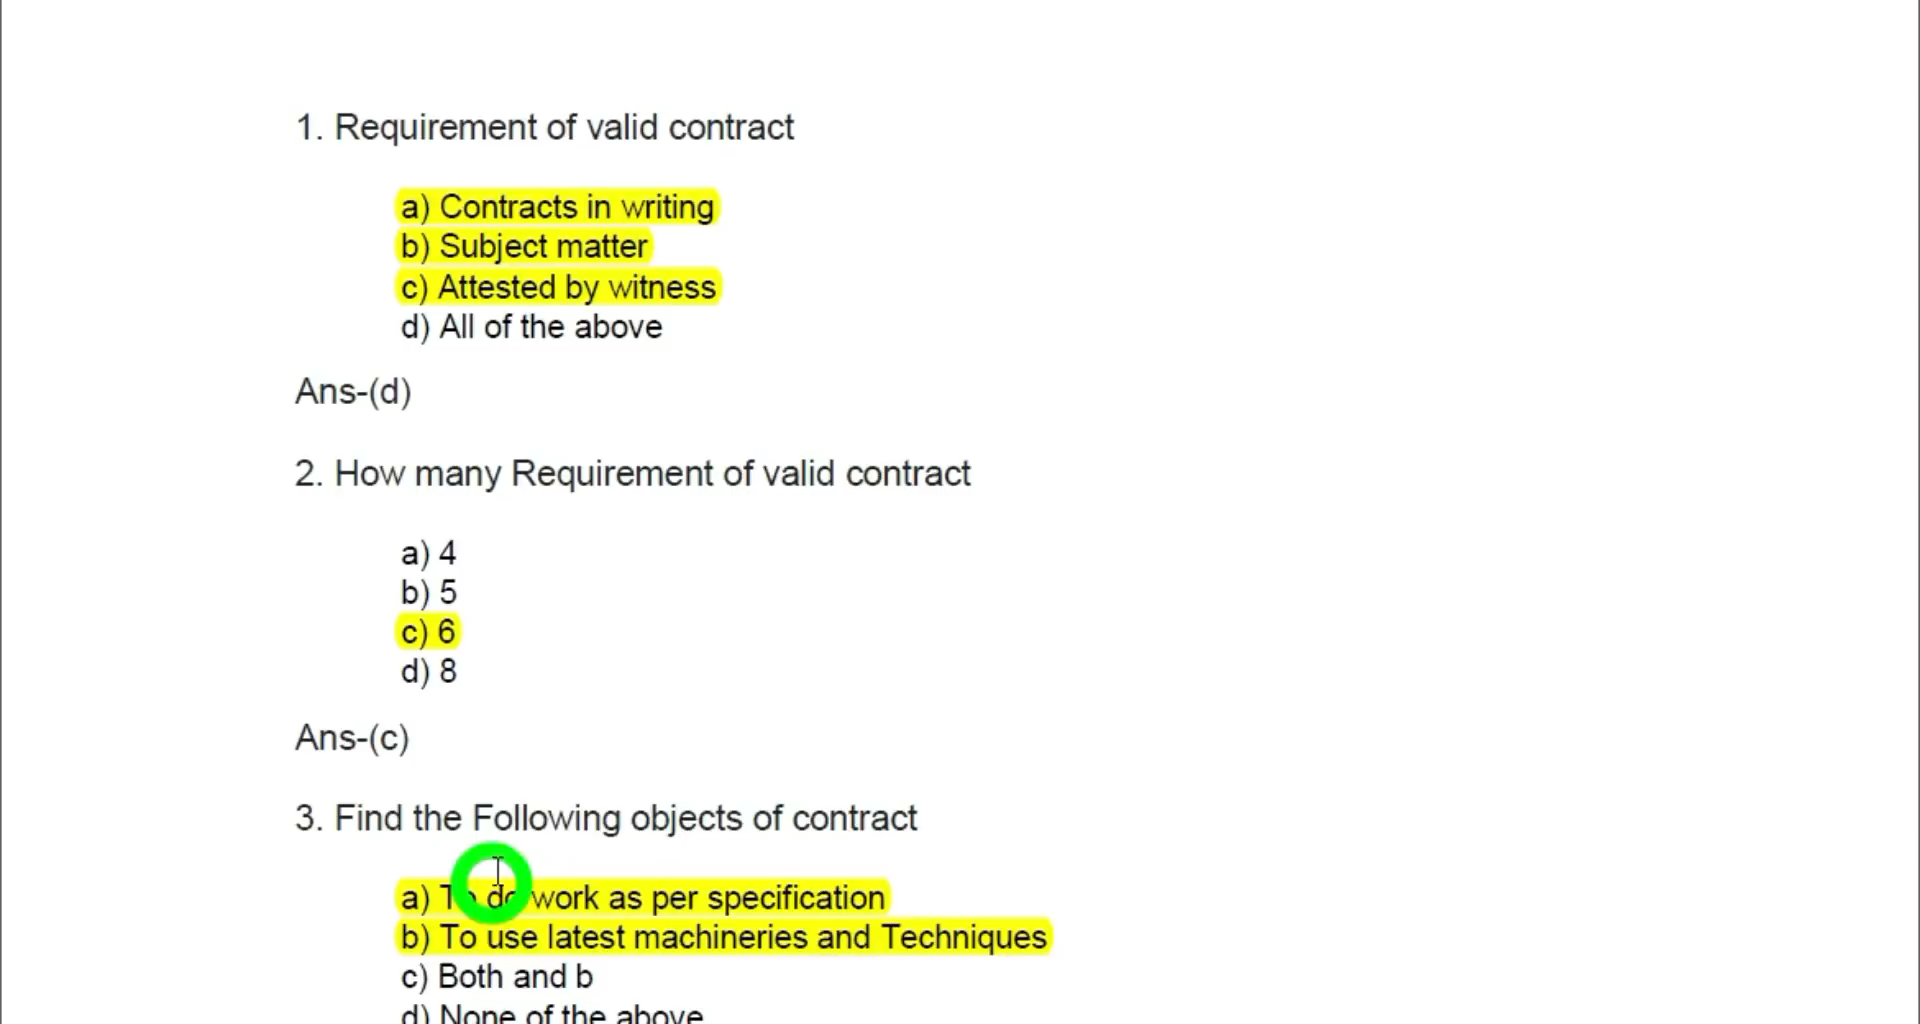 1. Requirement of valid contract
a) Contracts in writing
b) Subject matter
c) Attested by witness
d) All of the above
Ans-(d)
2. How many Requirement of valid contract
a) 4
b) 5
c) 6
d) 8
Ans-(c)
3. Find the Following objects of contract
a) To do work as per specification
b) To use latest machineries and Techniques
c) Both and b
d) None of the above